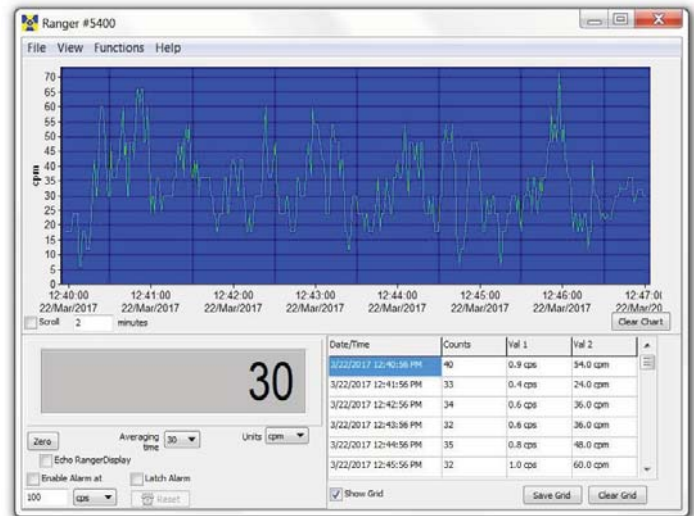 Ranger #5400
File View Functions Help
cpm
70
65
60
55
50
45
40
35
30
25
20
15
10
5
0
12:40:00 12:41:00 12:42:00 12:43:00 12:44:00 12:45:00 12:46:00 12:47:0
22/Mar/2017 22/Mar/2017 22/Mar/2017 22/Mar/2017 22/Mar/2017 22/Mar/2017 22/Mar/2017 22/Mar/20
Scroll 2 minutes Clear Chart
30
Zero Averaging time 30 Units cpm
Echo RangerDisplay
Enable Alarm at Latch Alarm
100 cps Reset
Date/Time Counts Val 1 Val 2
3/22/2017 12:40:56 PM 40 0.9 cps 54.0 cpm
3/22/2017 12:41:56 PM 33 0.4 cps 24.0 cpm
3/22/2017 12:42:56 PM 34 0.6 cps 36.0 cpm
3/22/2017 12:43:56 PM 32 0.6 cps 36.0 cpm
3/22/2017 12:44:56 PM 35 0.8 cps 48.0 cpm
3/22/2017 12:45:56 PM 32 1.0 cps 60.0 cpm
Show Grid Save Grid Clear Grid